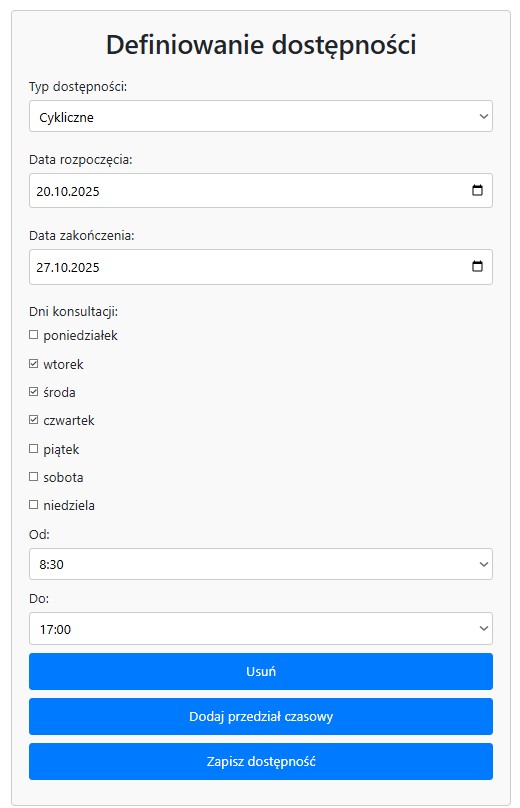 Definiowanie dostępności
Typ dostępności:
Cykliczne
Data rozpoczęcia:
20.10.2025
Data zakończenia:
27.10.2025
Dni konsultacji:
poniedziałek
wtorek
środa
czwartek
piątek
sobota
niedziela
Od:
8:30
Do:
17:00
Usuń
Dodaj przedział czasowy
Zapisz dostępność